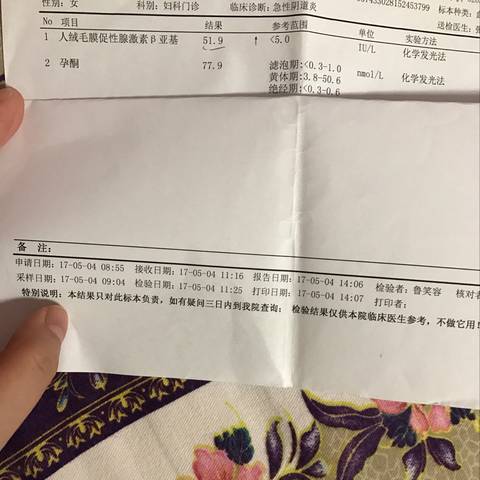 性别: 女 科别: 妇科门诊 临床诊断: 急性阴道炎 标本种类:
No 项目 结果 参考范围 单位 实验方法 送检医生:
1 人绒毛膜促性腺激素β亚基 51.9 ↑ <5.0 IU/L 化学发光法
2 孕酮 77.9 滤泡期:<0.3-1.0 nmol/L 化学发光法
黄体期:3.8-50.6
绝经期:<0.3-0.6
备 注:
申请日期: 17-05-04 08:55 接收日期: 17-05-04 11:16 报告日期: 17-05-04 14:06 检验者: 鲁笑容 核对者
采样日期: 17-05-04 09:04 检验日期: 17-05-04 11:25 打印日期: 17-05-04 14:07 打印者:
特别说明: 本结果只对此标本负责, 如有疑问三日内到我院查询; 检验结果仅供本院临床医生参考, 不做它用!